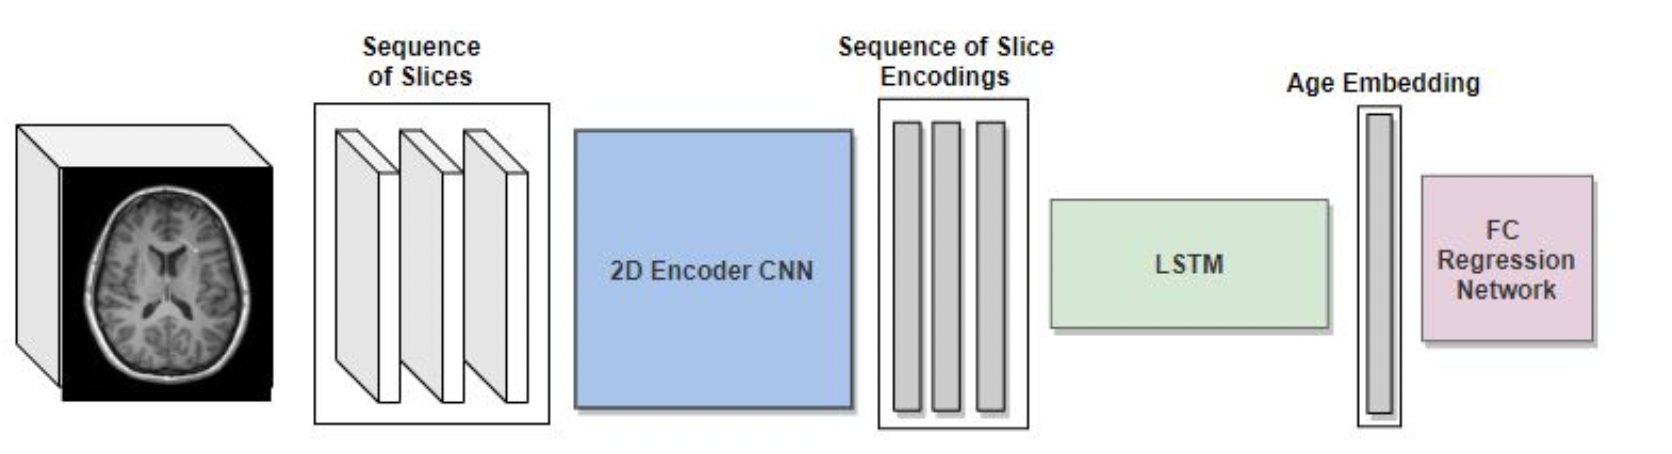 Sequence
of Slices
2D Encoder CNN
Sequence of Slice
Encodings
LSTM
Age Embedding
FC
Regression
Network